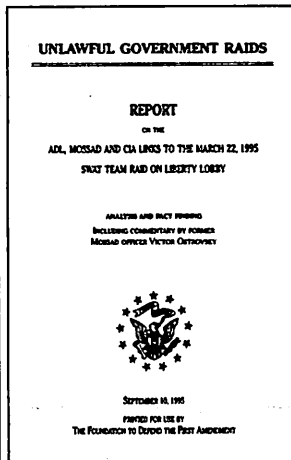 UNLAWFUL GOVERNMENT RAIDS
REPORT
ON THE
ADL, MOSSAD AND CIA LINKS TO THE MARCH 22, 1995
SWAT TEAM RAID ON LIBERTY LOBBY
ANALYSIS AND FACT FINDING
INCLUDING COMMENTARY BY FORMER
MOSSAD OFFICER VICTOR OSTROVSKY
SEPTEMBER 10, 1995
PRINTED FOR USE BY
THE FOUNDATION TO DEFEND THE FIRST AMENDMENT